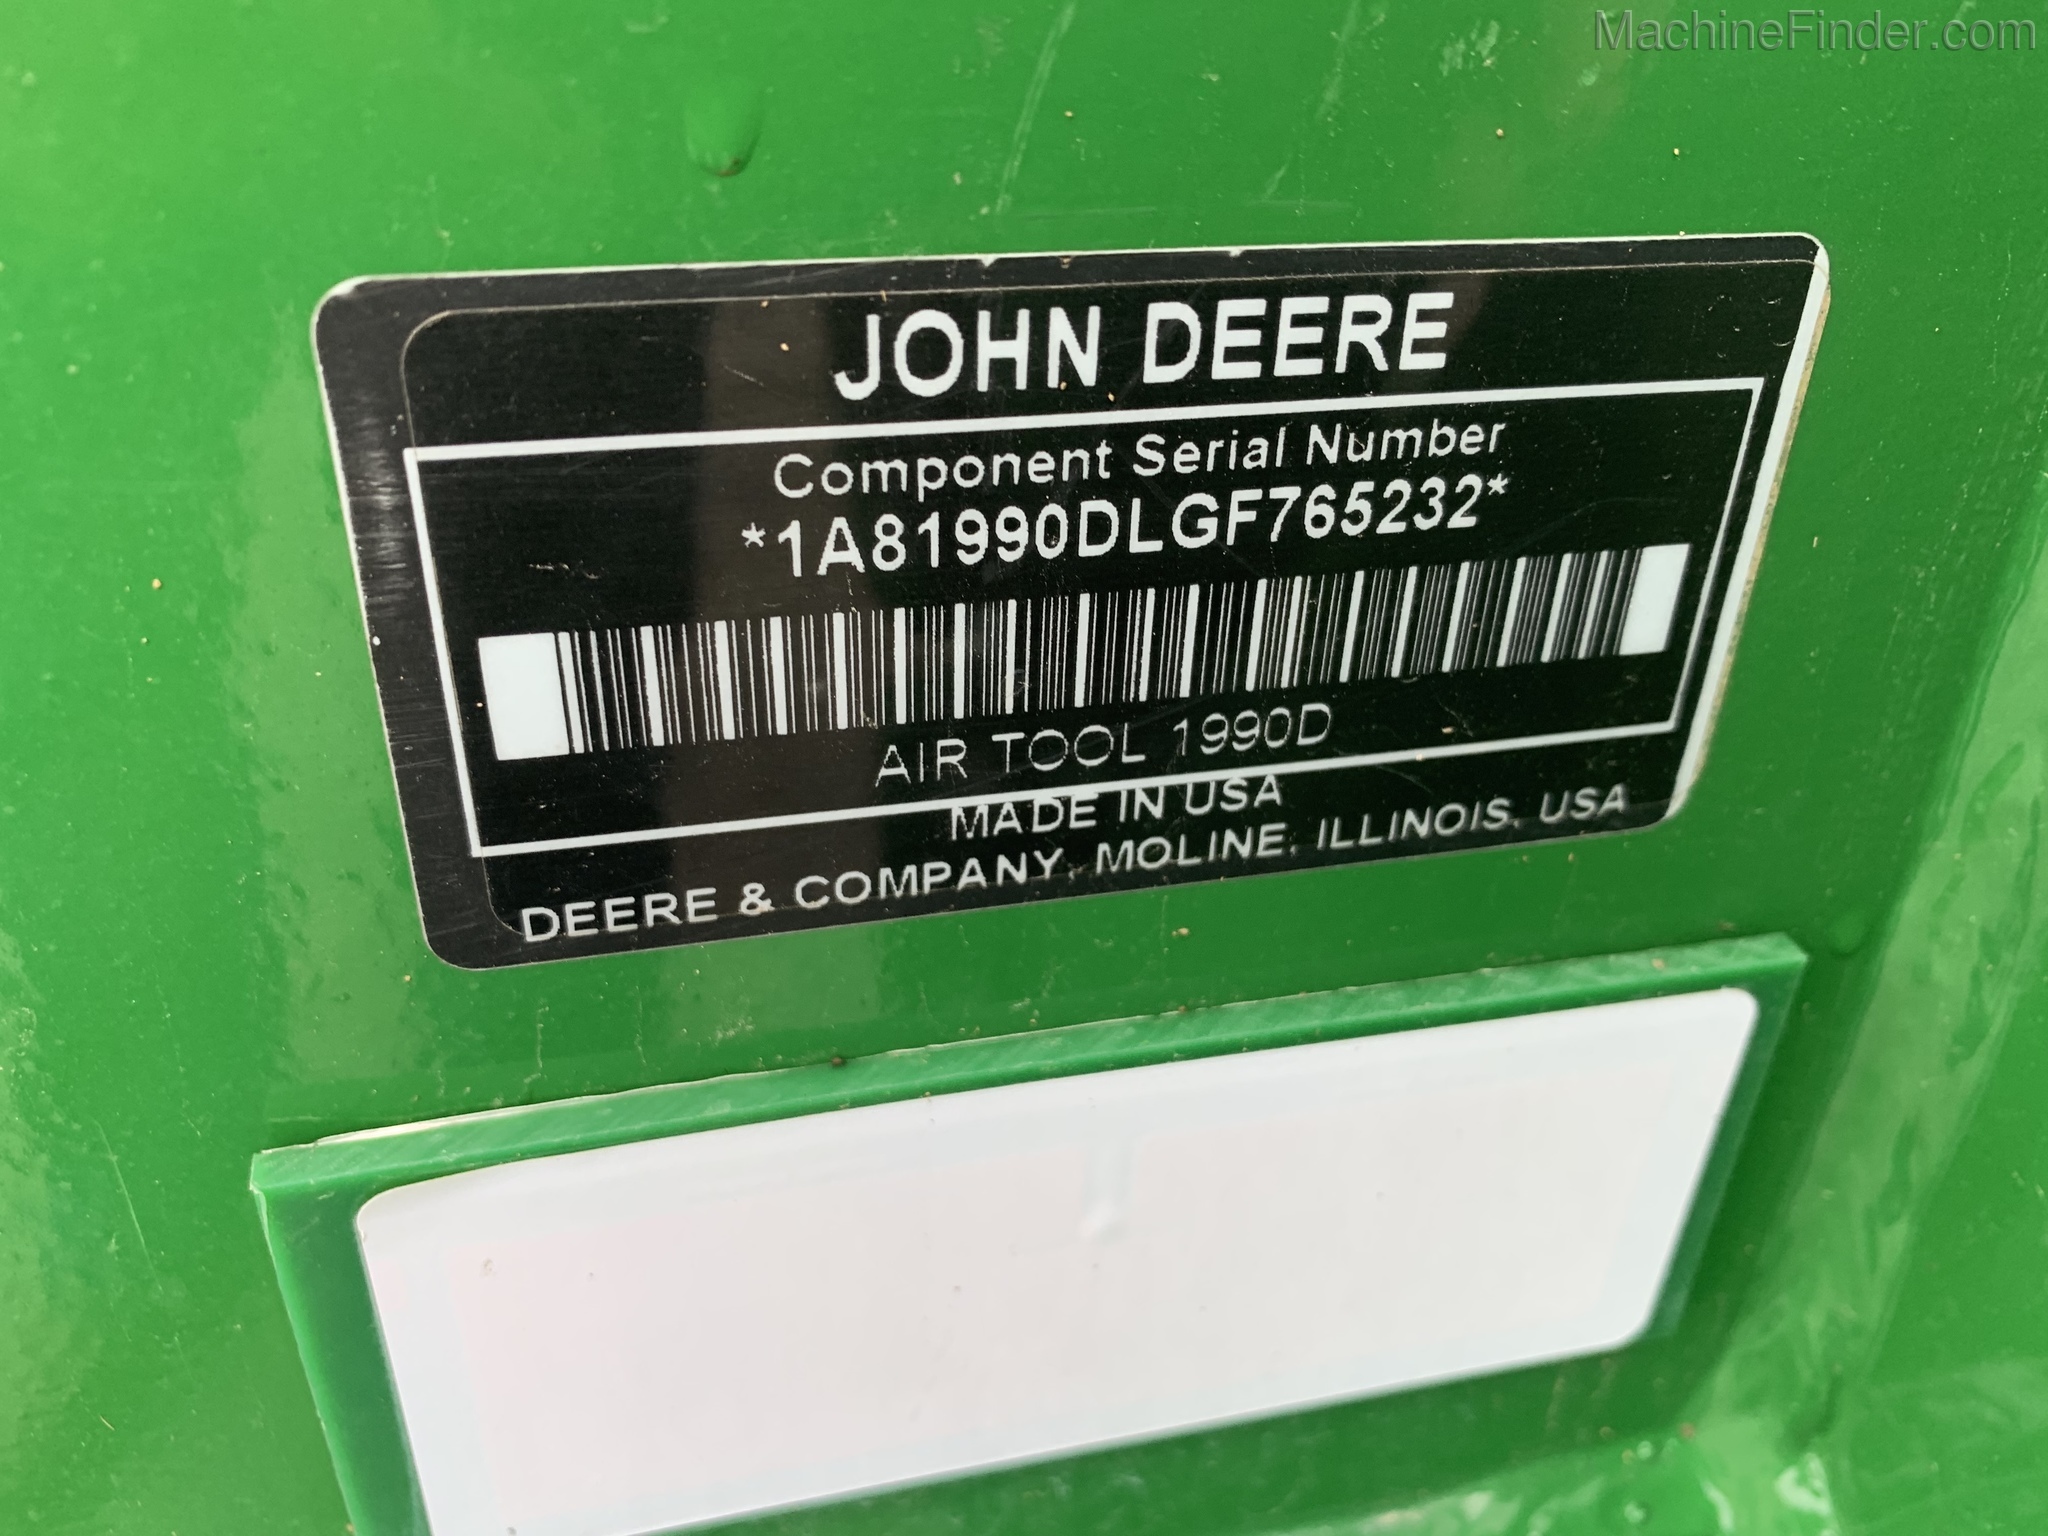 MachineFinder.com
JOHN DEERE
Component Serial Number
*1A81990DLGF765232*
AIR TOOL 1990D
MADE IN USA
DEERE & COMPANY, MOLINE, ILLINOIS, USA